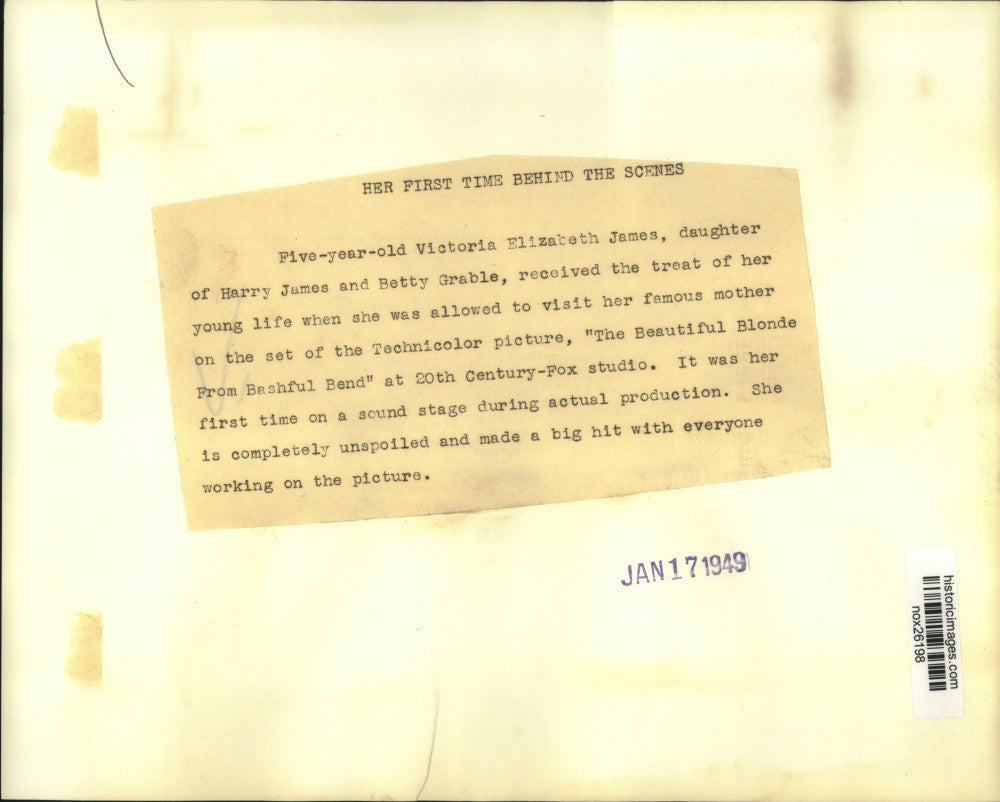 HER FIRST TIME BEHIND THE SCENES
Five-year-old Victoria Elizabeth James, daughter
of Harry James and Betty Grable, received the treat of her
young life when she was allowed to visit her famous mother
on the set of the Technicolor picture, "The Beautiful Blonde
From Bashful Bend" at 20th Century-Fox studio. It was her
first time on a sound stage during actual production. She
is completely unspoiled and made a big hit with everyone
working on the picture.
JAN 17 1949
historicimages.com
nox26198